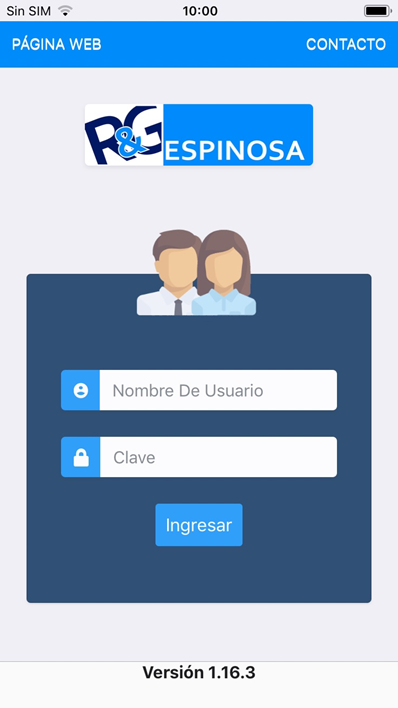 Sin SIM 10:00
PÁGINA WEB CONTACTO
R&G ESPINOSA
Nombre De Usuario
Clave
Ingresar
Versión 1.16.3